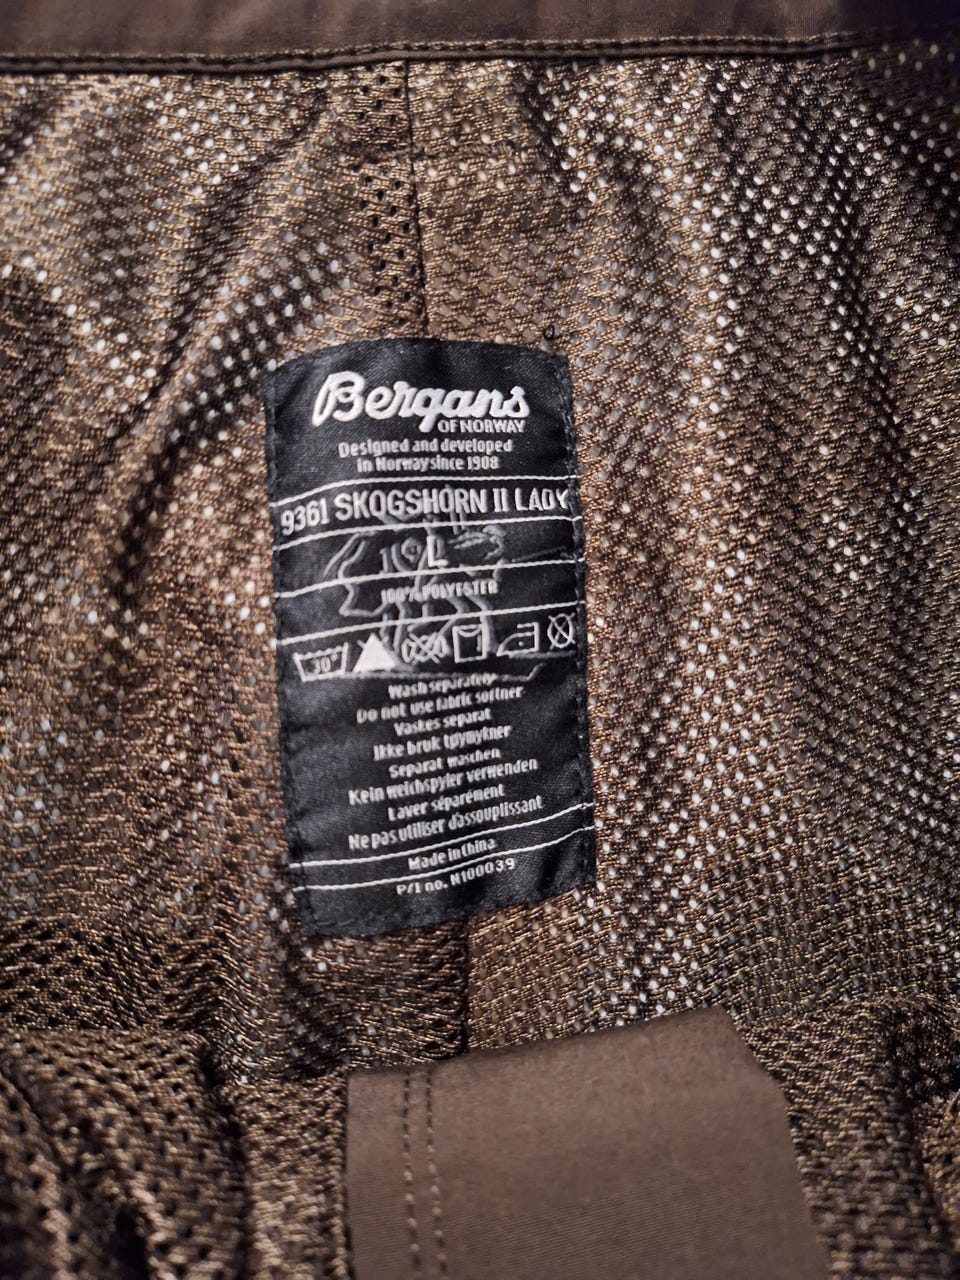 Bergans
OF NORWAY
Designed and developed
in Norway since 1908
9361 SKOGSHORN II LADY
L
100% POLYESTER
30°
Wash separately
Do not use fabric softner
Vaskes separat
Ikke bruk tøymykner
Separat waschen
Kein weichspyler verwenden
Laver séparément
Ne pas utiliser d'assouplissant
Made in China
P/I no. N100039